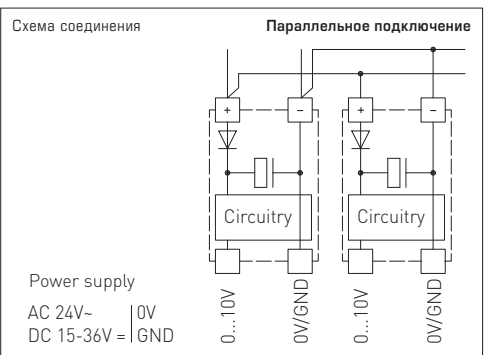 Схема соединения
Параллельное подключение
+ − + −
Circuitry Circuitry
Power supply
AC 24V~ 0V
DC 15-36V = GND
0...10V
0V/GND
0...10V
0V/GND